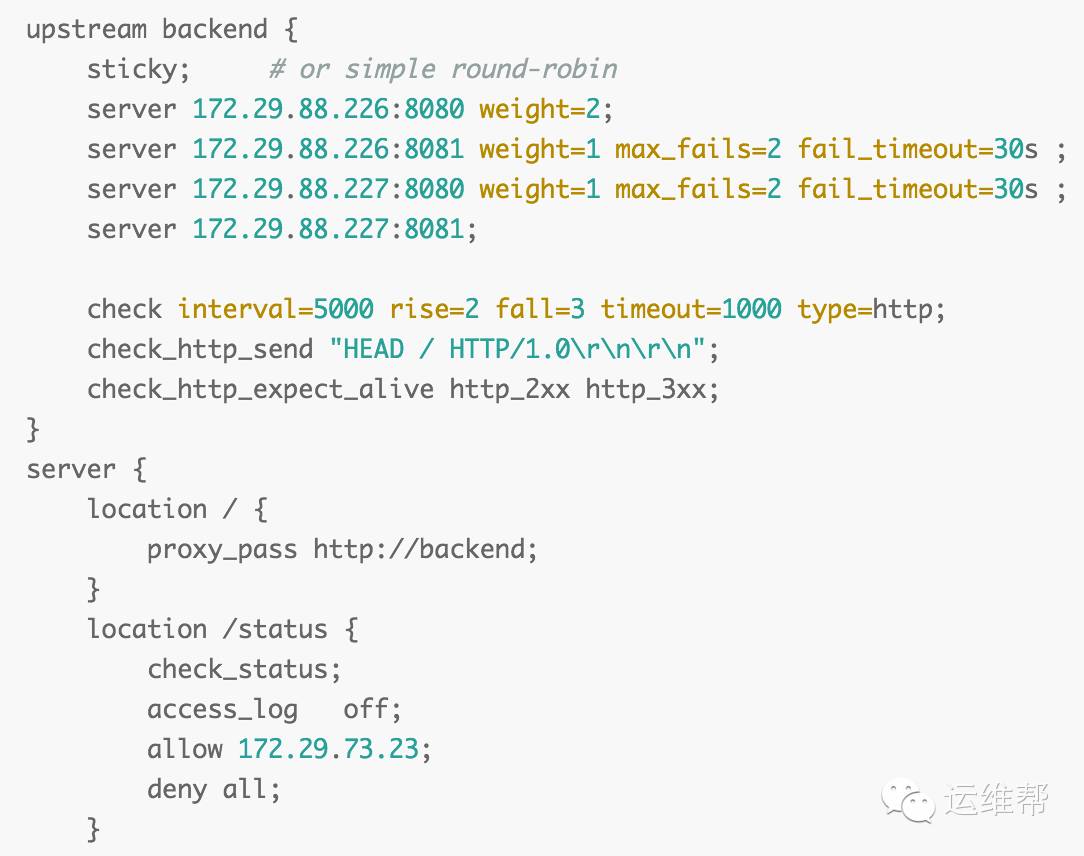 upstream backend {
    sticky;     # or simple round-robin
    server 172.29.88.226:8080 weight=2;
    server 172.29.88.226:8081 weight=1 max_fails=2 fail_timeout=30s ;
    server 172.29.88.227:8080 weight=1 max_fails=2 fail_timeout=30s ;
    server 172.29.88.227:8081;

    check interval=5000 rise=2 fall=3 timeout=1000 type=http;
    check_http_send "HEAD / HTTP/1.0\r\n\r\n";
    check_http_expect_alive http_2xx http_3xx;
}
server {
    location / {
        proxy_pass http://backend;
    }
    location /status {
        check_status;
        access_log   off;
        allow 172.29.73.23;
        deny all;
    }
运维帮